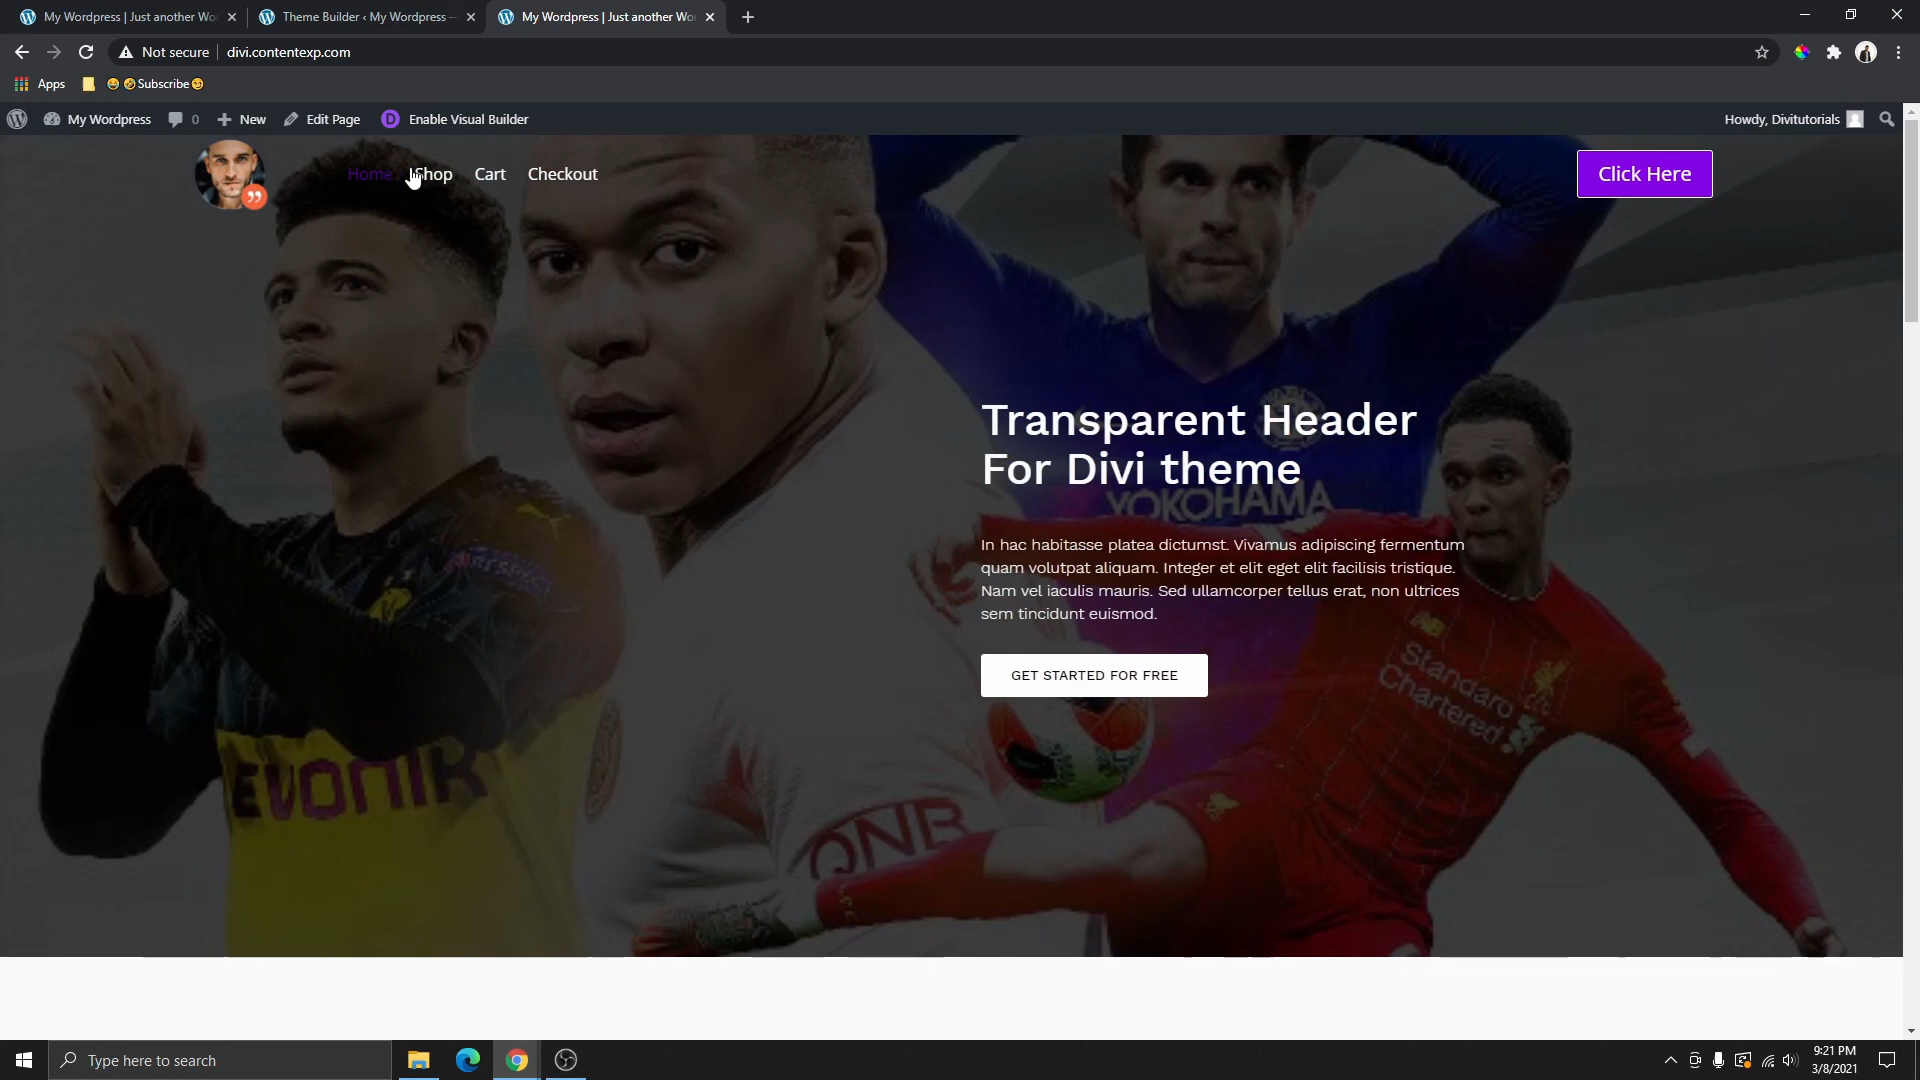 My Wordpress | Just another Wo
Theme Builder ‹ My Wordpress —
My Wordpress | Just another Wo
Not secure
divi.contentexp.com
Apps
😂🤣Subscribe😏
My Wordpress
0
New
Edit Page
D
Enable Visual Builder
Howdy, Divitutorials
Home
Shop
Cart
Checkout
Click Here
Transparent Header
For Divi theme
YOKOHAMA
In hac habitasse platea dictumst. Vivamus adipiscing fermentum
quam volutpat aliquam. Integer et elit eget elit facilisis tristique.
Nam vel iaculis mauris. Sed ullamcorper tellus erat, non ultrices
sem tincidunt euismod.
GET STARTED FOR FREE
Standard
Chartered
EVONIK
QNB
Type here to search
9:21 PM
3/8/2021